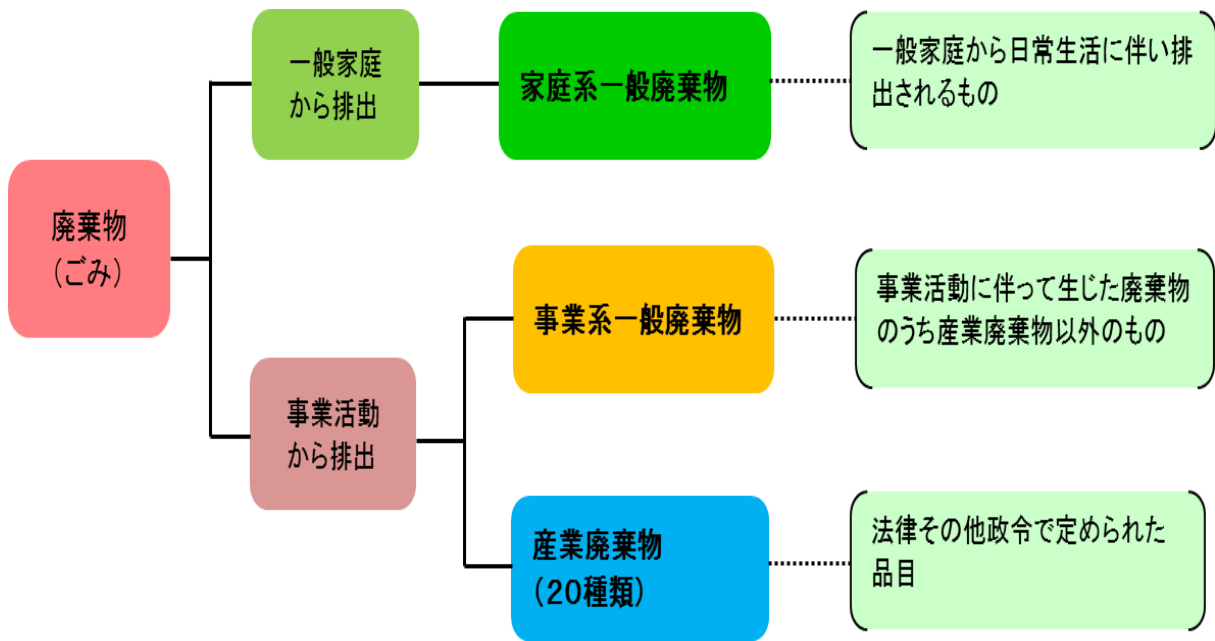 一般家庭
から排出
家庭系一般廃棄物
一般家庭から日常生活に伴い排
出されるもの
廃棄物
(ごみ)
事業系一般廃棄物
事業活動に伴って生じた廃棄物
のうち産業廃棄物以外のもの
事業活動
から排出
産業廃棄物
(20種類)
法律その他政令で定められた
品目